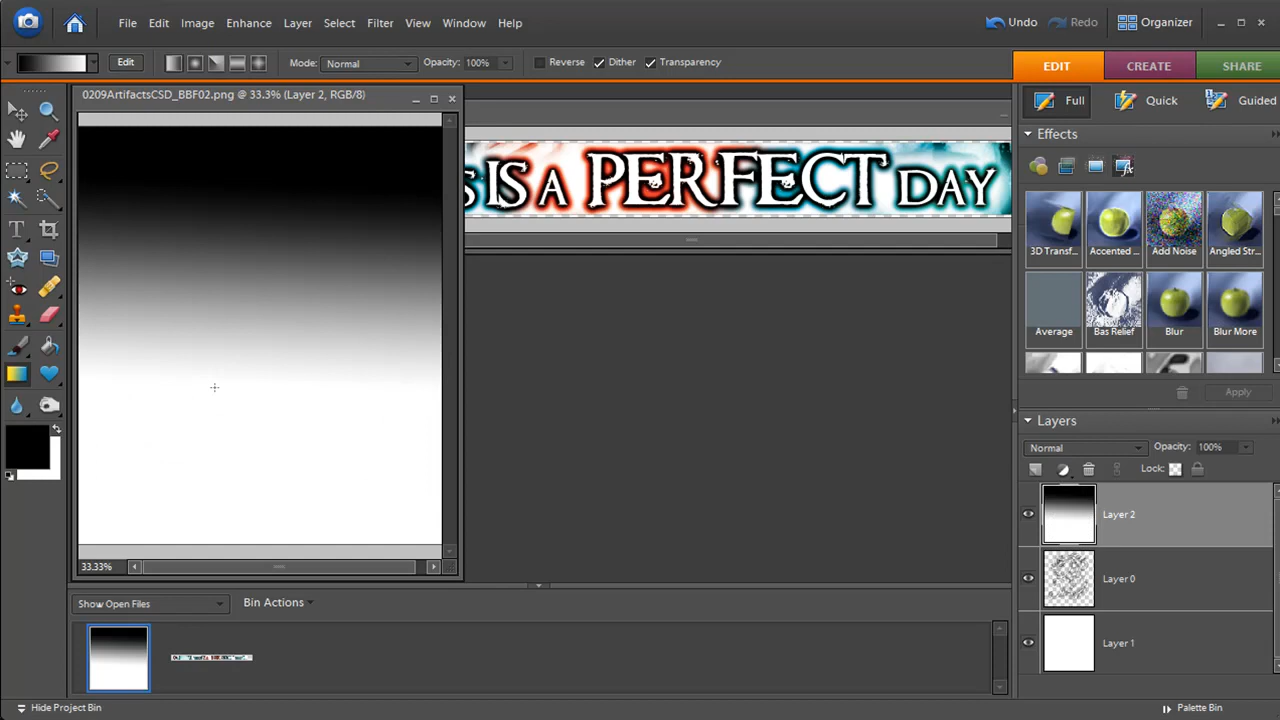 File Edit Image Enhance Layer Select Filter View Window Help Undo Redo Organizer
Edit Mode: Normal Opacity: 100% Reverse Dither Transparency EDIT CREATE SHARE
0209ArtifactsCSD_BBF02.png @ 33.3% (Layer 2, RGB/8)
Full Quick Guided
Effects
IS A PERFECT DAY
3D Transf... Accented ... Add Noise Angled Str...
Average Bas Relief Blur Blur More
Apply
Layers
Normal Opacity: 100%
Lock:
Layer 2
Layer 0
Layer 1
33.33%
Show Open Files Bin Actions
Hide Project Bin Palette Bin